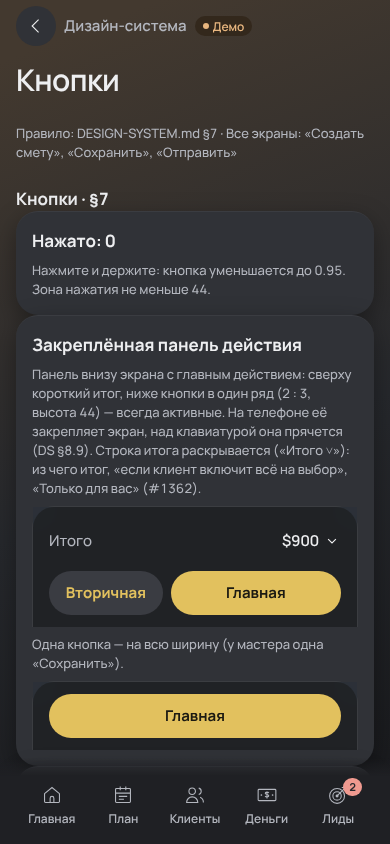 Дизайн-система
Демо
Кнопки
Правило: DESIGN-SYSTEM.md §7 · Все экраны: «Создать
смету», «Сохранить», «Отправить»
Кнопки · §7
Нажато: 0
Нажмите и держите: кнопка уменьшается до 0.95.
Зона нажатия не меньше 44.
Закреплённая панель действия
Панель внизу экрана с главным действием: сверху
короткий итог, ниже кнопки в один ряд (2 : 3,
высота 44) — всегда активные. На телефоне её
закрепляет экран, над клавиатурой она прячется
(DS §8.9). Строка итога раскрывается («Итого ˅»):
из чего итог, «если клиент включит всё на выбор»,
«Только для вас» (#1362).
Итого
$900
Вторичная
Главная
Одна кнопка — на всю ширину (у мастера одна
«Сохранить»).
Главная
2
Главная
План
Клиенты
Деньги
Лиды